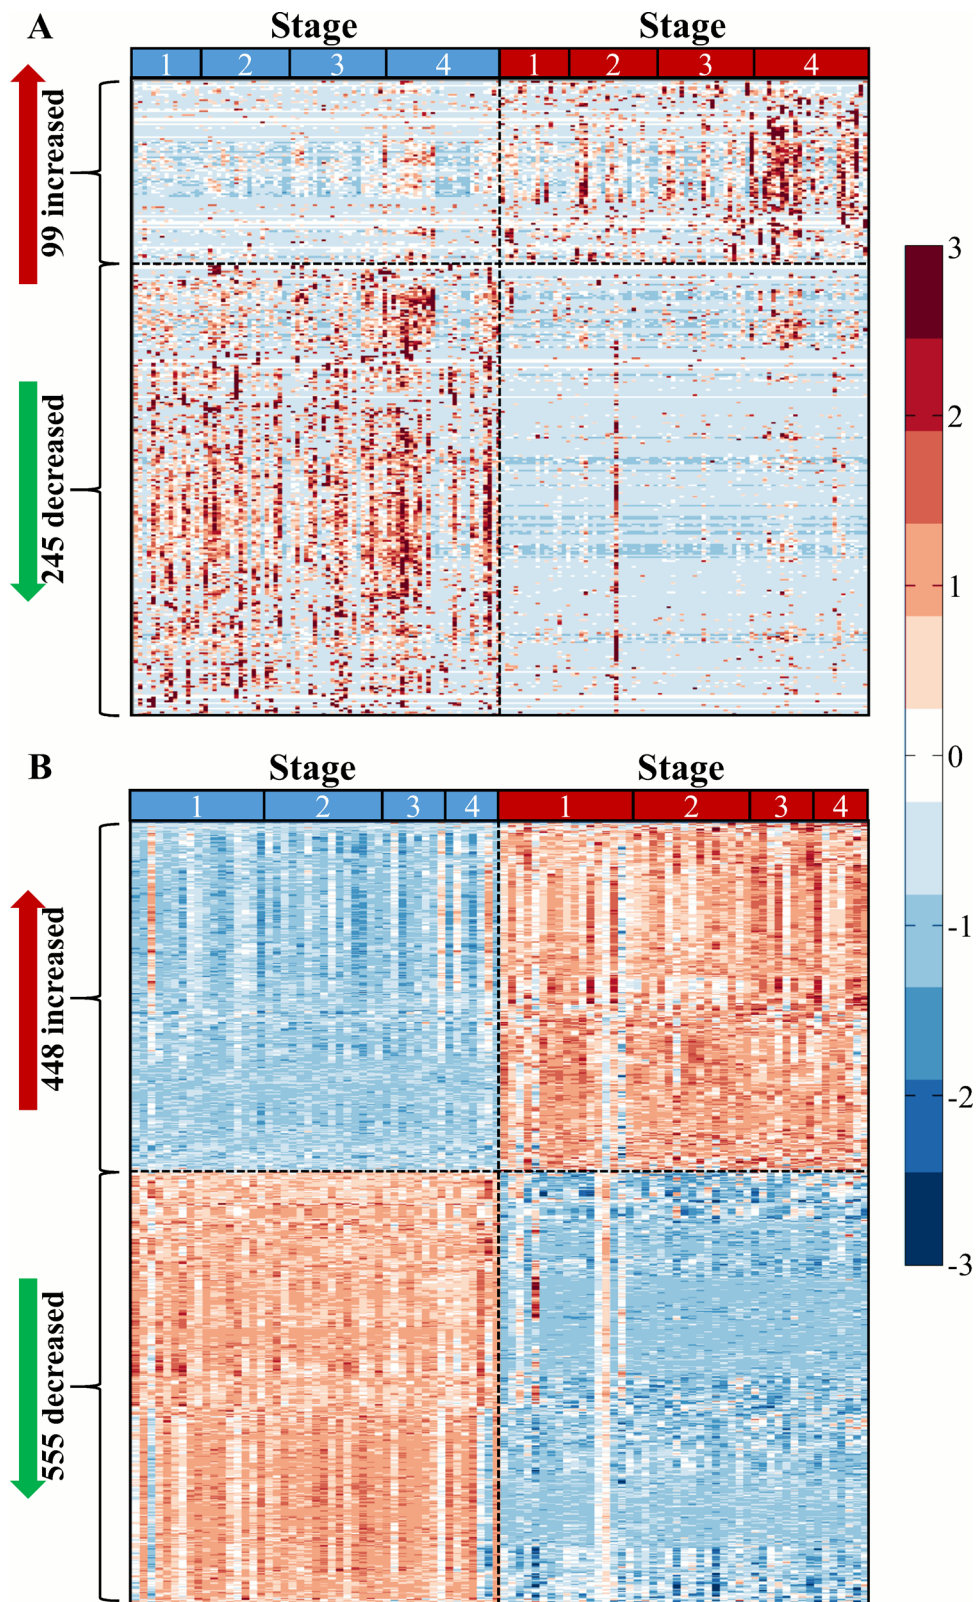 A
Stage
Stage
1 2 3 4 1 2 3 4
99 increased
245 decreased
B
Stage
Stage
1 2 3 4 1 2 3 4
448 increased
555 decreased
3
2
1
0
-1
-2
-3